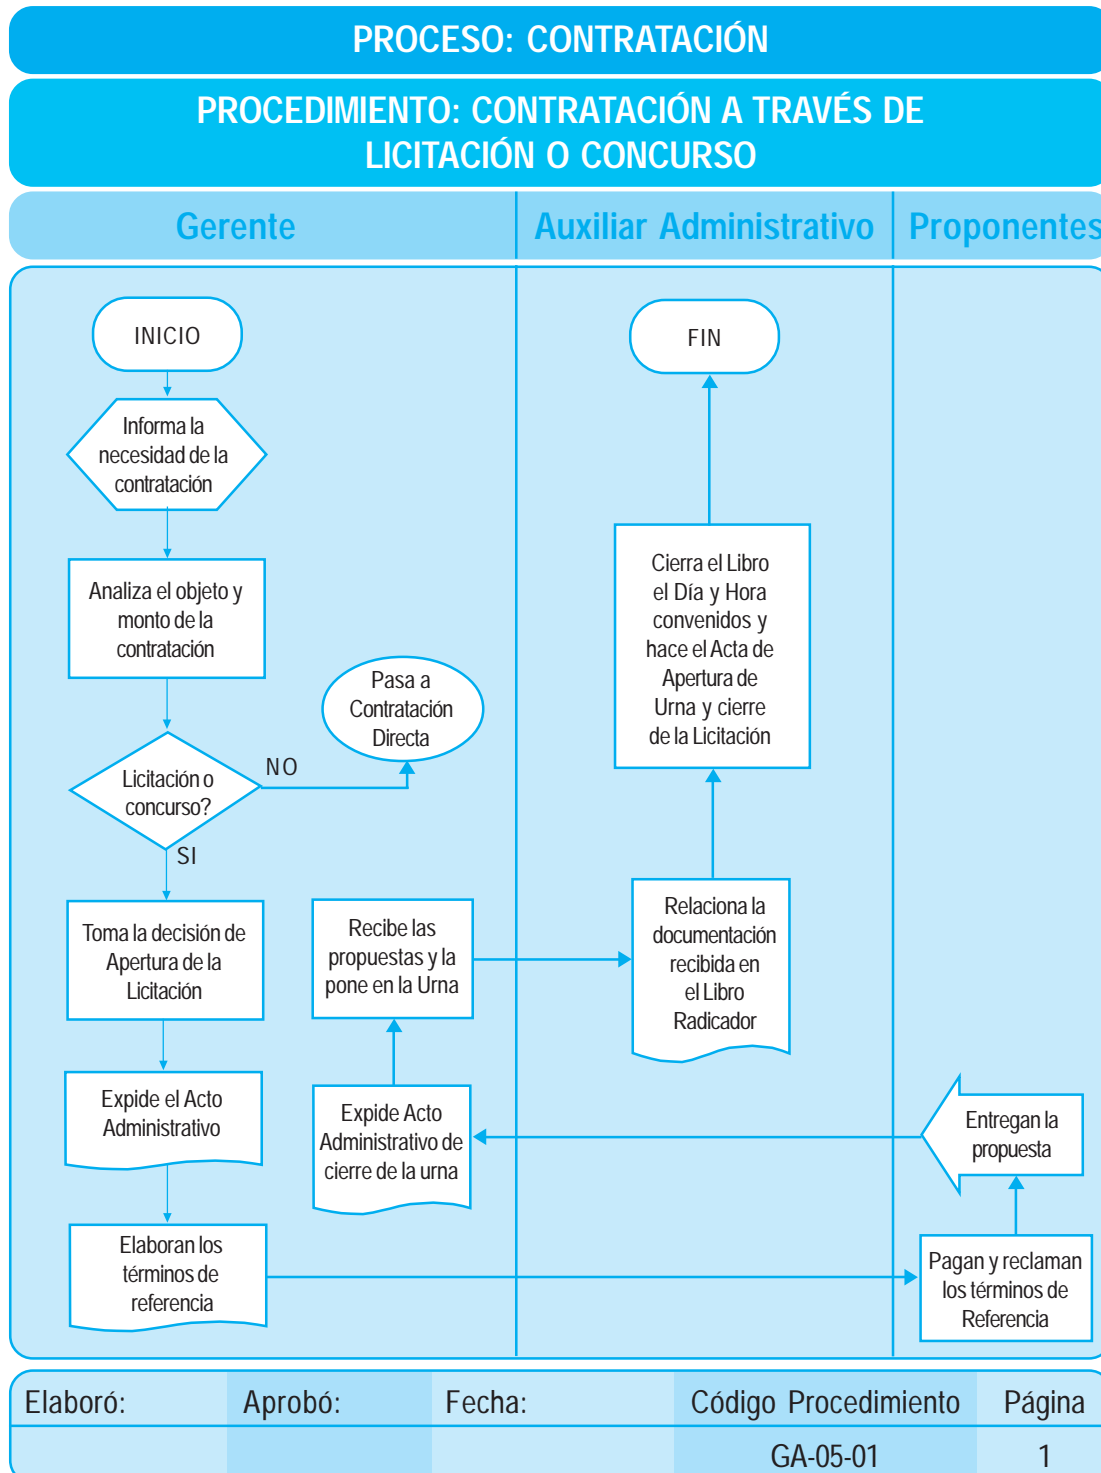 PROCESO: CONTRATACIÓN
PROCEDIMIENTO: CONTRATACIÓN A TRAVÉS DE
LICITACIÓN O CONCURSO
Gerente
Auxiliar Administrativo
Proponentes
INICIO
Informa la
necesidad de la
contratación
Analiza el objeto y
monto de la
contratación
Licitación o
concurso?
NO
Pasa a
Contratación
Directa
SI
Toma la decisión de
Apertura de la
Licitación
Expide el Acto
Administrativo
Elaboran los
términos de
referencia
Pagan y reclaman
los términos de
Referencia
Entregan la
propuesta
Expide Acto
Administrativo de
cierre de la urna
Recibe las
propuestas y la
pone en la Urna
Relaciona la
documentación
recibida en
el Libro
Radicador
Cierra el Libro
el Día y Hora
convenidos y
hace el Acta de
Apertura de
Urna y cierre
de la Licitación
FIN
Elaboró:
Aprobó:
Fecha:
Código Procedimiento
Página
GA-05-01
1